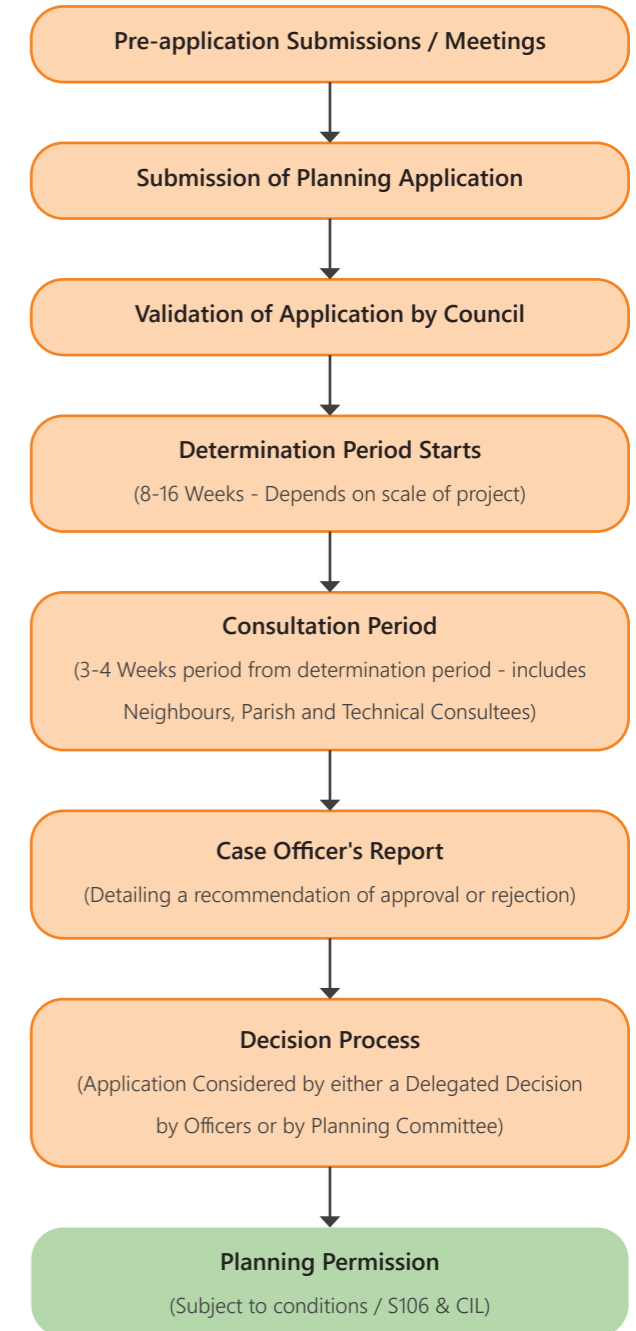 Pre-application Submissions / Meetings
Submission of Planning Application
Validation of Application by Council
Determination Period Starts
(8-16 Weeks - Depends on scale of project)
Consultation Period
(3-4 Weeks period from determination period - includes
Neighbours, Parish and Technical Consultees)
Case Officer's Report
(Detailing a recommendation of approval or rejection)
Decision Process
(Application Considered by either a Delegated Decision
by Officers or by Planning Committee)
Planning Permission
(Subject to conditions / S106 & CIL)